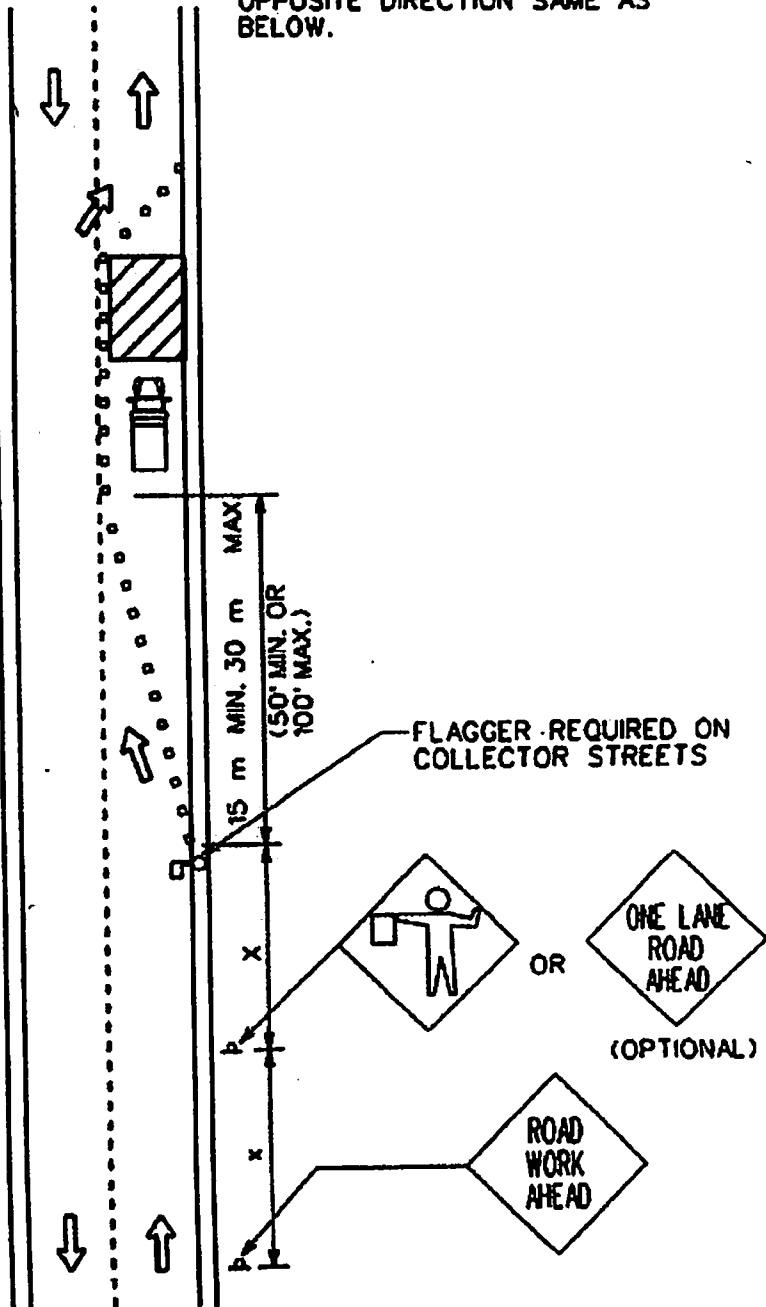 OPPOSITE DIRECTION SAME AS
BELOW.
15 m MIN. 30 m MAX.
(50' MIN. OR
100' MAX.)
FLAGGER REQUIRED ON
COLLECTOR STREETS
X
OR
ONE LANE
ROAD
AHEAD
(OPTIONAL)
x
ROAD
WORK
AHEAD